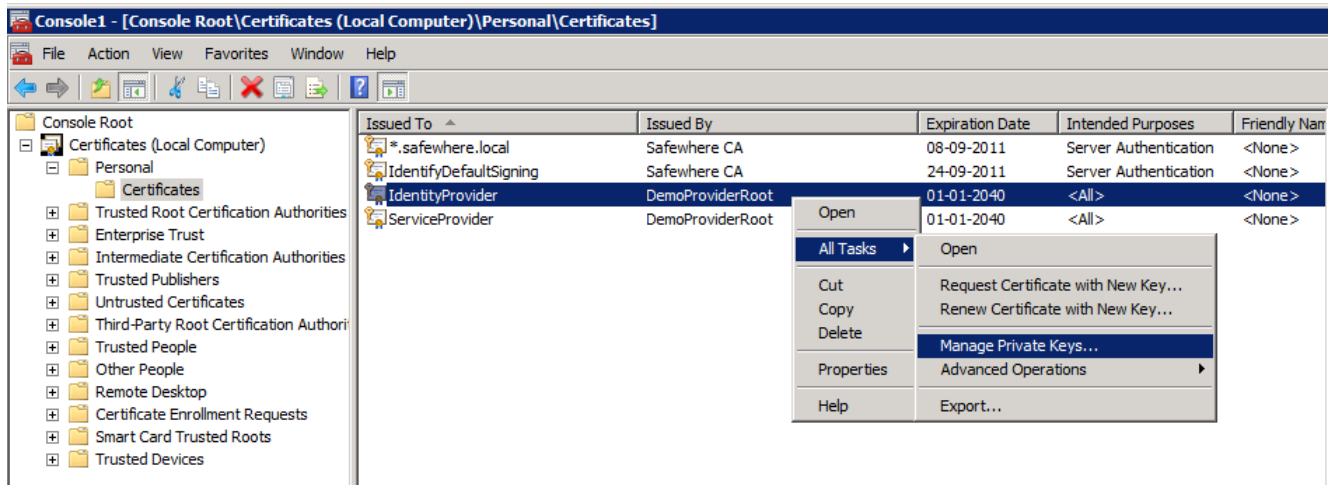 Console1 - [Console Root\Certificates (Local Computer)\Personal\Certificates]
File Action View Favorites Window Help
Console Root
Certificates (Local Computer)
Personal
Certificates
Trusted Root Certification Authorities
Enterprise Trust
Intermediate Certification Authorities
Trusted Publishers
Untrusted Certificates
Third-Party Root Certification Authori
Trusted People
Other People
Remote Desktop
Certificate Enrollment Requests
Smart Card Trusted Roots
Trusted Devices
Issued To Issued By Expiration Date Intended Purposes Friendly Nam
*.safewhere.local Safewhere CA 08-09-2011 Server Authentication <None>
IdentifyDefaultSigning Safewhere CA 24-09-2011 Server Authentication <None>
IdentityProvider DemoProviderRoot 01-01-2040 <All> <None>
ServiceProvider DemoProviderRoot 01-01-2040 <All> <None>
Open
All Tasks
Cut
Copy
Delete
Properties
Help
Open
Request Certificate with New Key...
Renew Certificate with New Key...
Manage Private Keys...
Advanced Operations
Export...